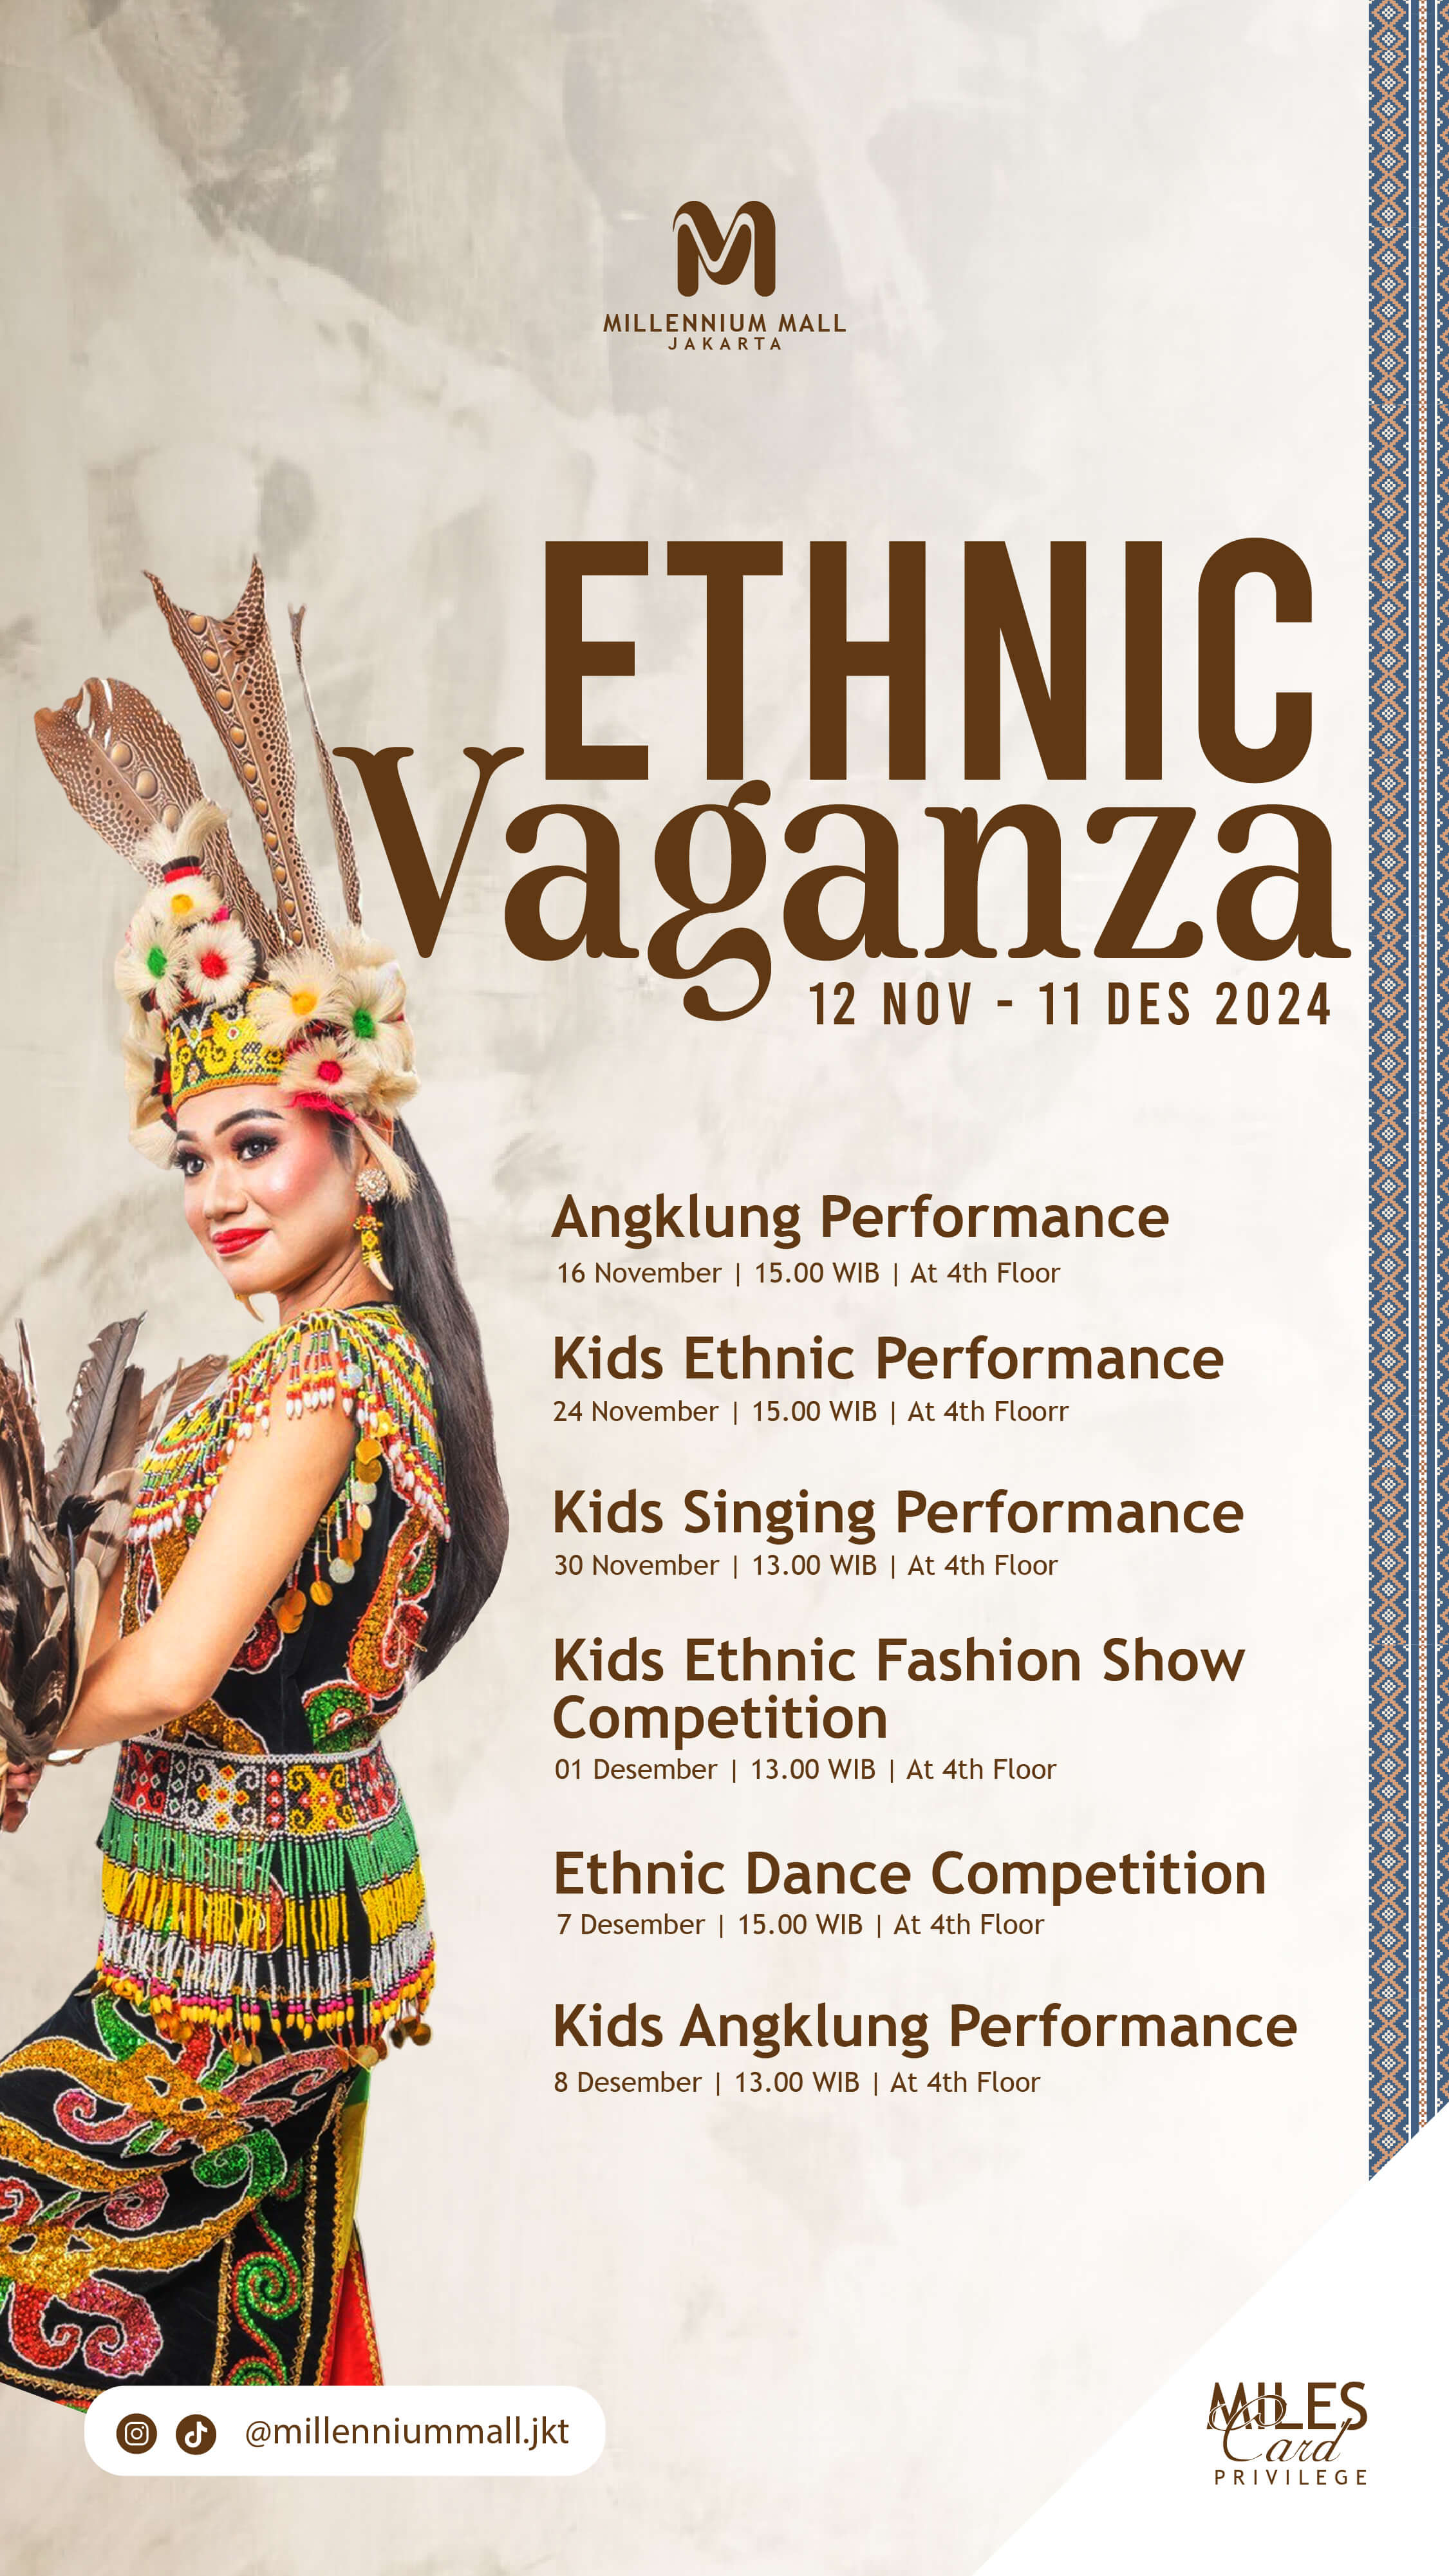 MILLENNIUM MALL
JAKARTA
ETHNIC
Vaganza
12 NOV - 11 DES 2024
Angklung Performance
16 November | 15.00 WIB | At 4th Floor
Kids Ethnic Performance
24 November | 15.00 WIB | At 4th Floorr
Kids Singing Performance
30 November | 13.00 WIB | At 4th Floor
Kids Ethnic Fashion Show
Competition
01 Desember | 13.00 WIB | At 4th Floor
Ethnic Dance Competition
7 Desember | 15.00 WIB | At 4th Floor
Kids Angklung Performance
8 Desember | 13.00 WIB | At 4th Floor
@millenniummall.jkt
MILES
Card
PRIVILEGE